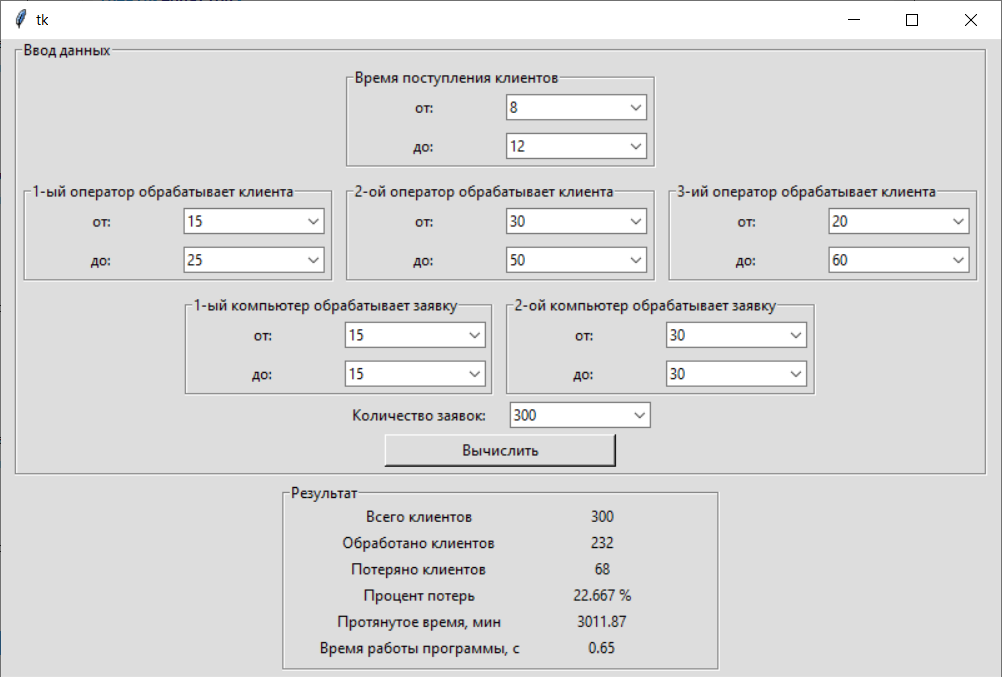 tk
Ввод данных
Время поступления клиентов
от: 8
до: 12
1-ый оператор обрабатывает клиента
от: 15
до: 25
2-ой оператор обрабатывает клиента
от: 30
до: 50
3-ий оператор обрабатывает клиента
от: 20
до: 60
1-ый компьютер обрабатывает заявку
от: 15
до: 15
2-ой компьютер обрабатывает заявку
от: 30
до: 30
Количество заявок: 300
Вычислить
Результат
Всего клиентов 300
Обработано клиентов 232
Потеряно клиентов 68
Процент потерь 22.667 %
Протянутое время, мин 3011.87
Время работы программы, с 0.65